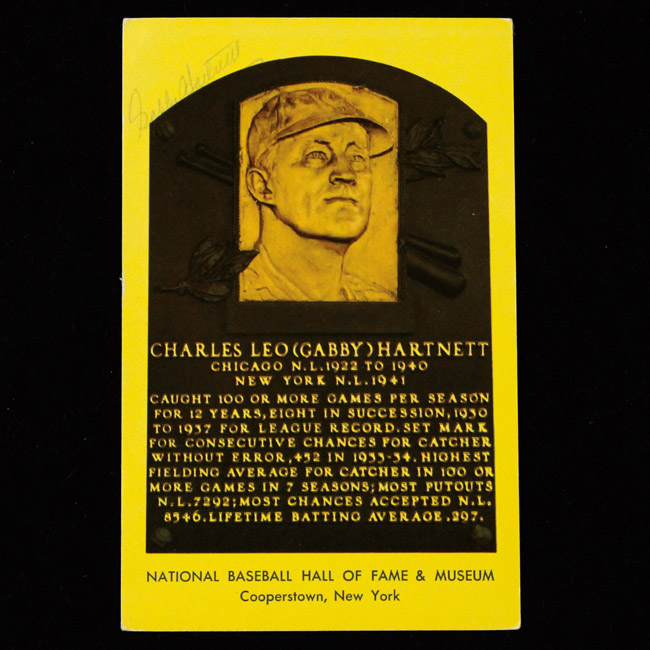 Gabby Hartnett
CHARLES LEO (GABBY) HARTNETT
CHICAGO N.L. 1922 TO 1940
NEW YORK N.L. 1941
CAUGHT 100 OR MORE GAMES PER SEASON
FOR 12 YEARS, EIGHT IN SUCCESSION, 1930
TO 1937 FOR LEAGUE RECORD. SET MARK
FOR CONSECUTIVE CHANCES FOR CATCHER
WITHOUT ERROR, 452 IN 1933-34. HIGHEST
FIELDING AVERAGE FOR CATCHER IN 100 OR
MORE GAMES IN 7 SEASONS; MOST PUTOUTS
N.L. 7292; MOST CHANCES ACCEPTED N.L.
8546. LIFETIME BATTING AVERAGE .297.
NATIONAL BASEBALL HALL OF FAME & MUSEUM
Cooperstown, New York